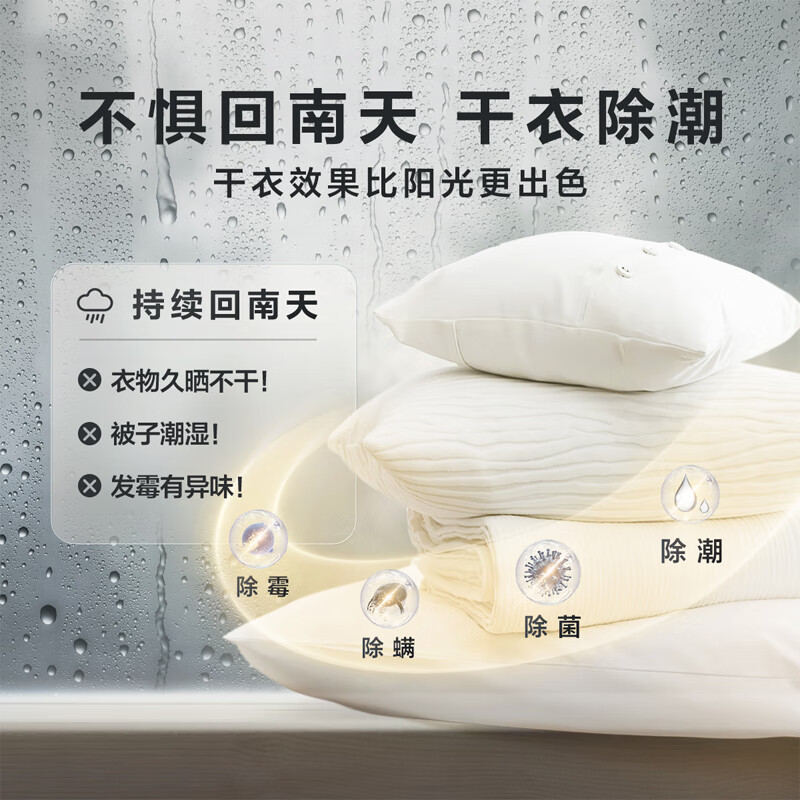 不惧回南天 干衣除潮
干衣效果比阳光更出色
持续回南天
衣物久晒不干！
被子潮湿！
发霉有异味！
除潮
除霉
除菌
除螨